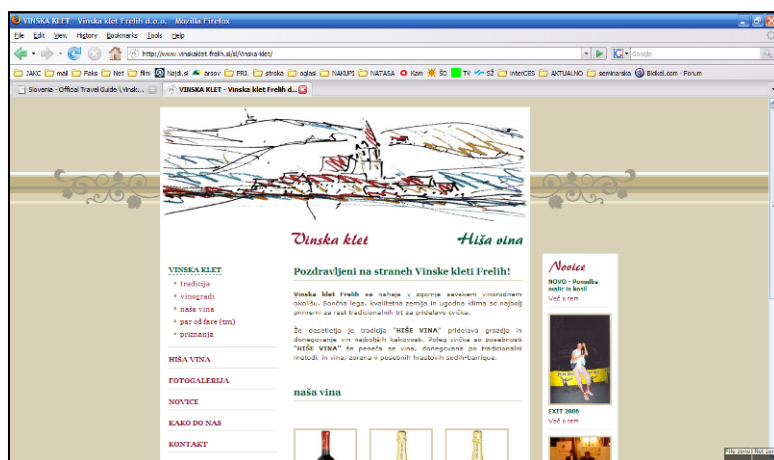 VINSKA KLET - Vinska klet Frelih d.o.o. - Mozilla Firefox
File Edit View History Bookmarks Tools Help
http://www.vinskaklet.frelih.si/sl/vinska-klet/
Google
JAKC mail Faks Net filmi Najdi.si arsov PRI. stroka oglasi NAKUPI NATASA Kam ŠD TV SŽ interCES AKTUALNO seminarska Bidkel.com - Forum
Slovenia - Official Travel Guide \ Vinsk...
VINSKA KLET - Vinska klet Frelih d...
Vinska klet
Hiša vina
VINSKA KLET
tradicija
vinogradi
naša vina
par od fare (tm)
priznanja
HIŠA VINA
FOTOGALERIJA
NOVICE
KAKO DO NAS
KONTAKT
Pozdravljeni na straneh Vinske kleti Frelih!
Vinska klet Frelih se nahaja v zgornje savskem vinorodnem
okolišu. Sončna lega, kvalitetna zemlja in ugodna klima so najbolj
primerni za rast tradicionalnih trt za pridelavo cvička.
Že desetletja je tradicija "HIŠE VINA" pridelava grozdja in
donegovanje vin najboljših kakovosti. Poleg cvička so posebnosti
"HIŠE VINA" še peneča se vina, donegovana po tradicionalni
metodi, in vina, zorena v posebnih hrastovih sodih-barrique.
naša vina
Novice
NOVO - Ponudba
malic in kosil
Več o tem
EXIT 2006
Več o tem